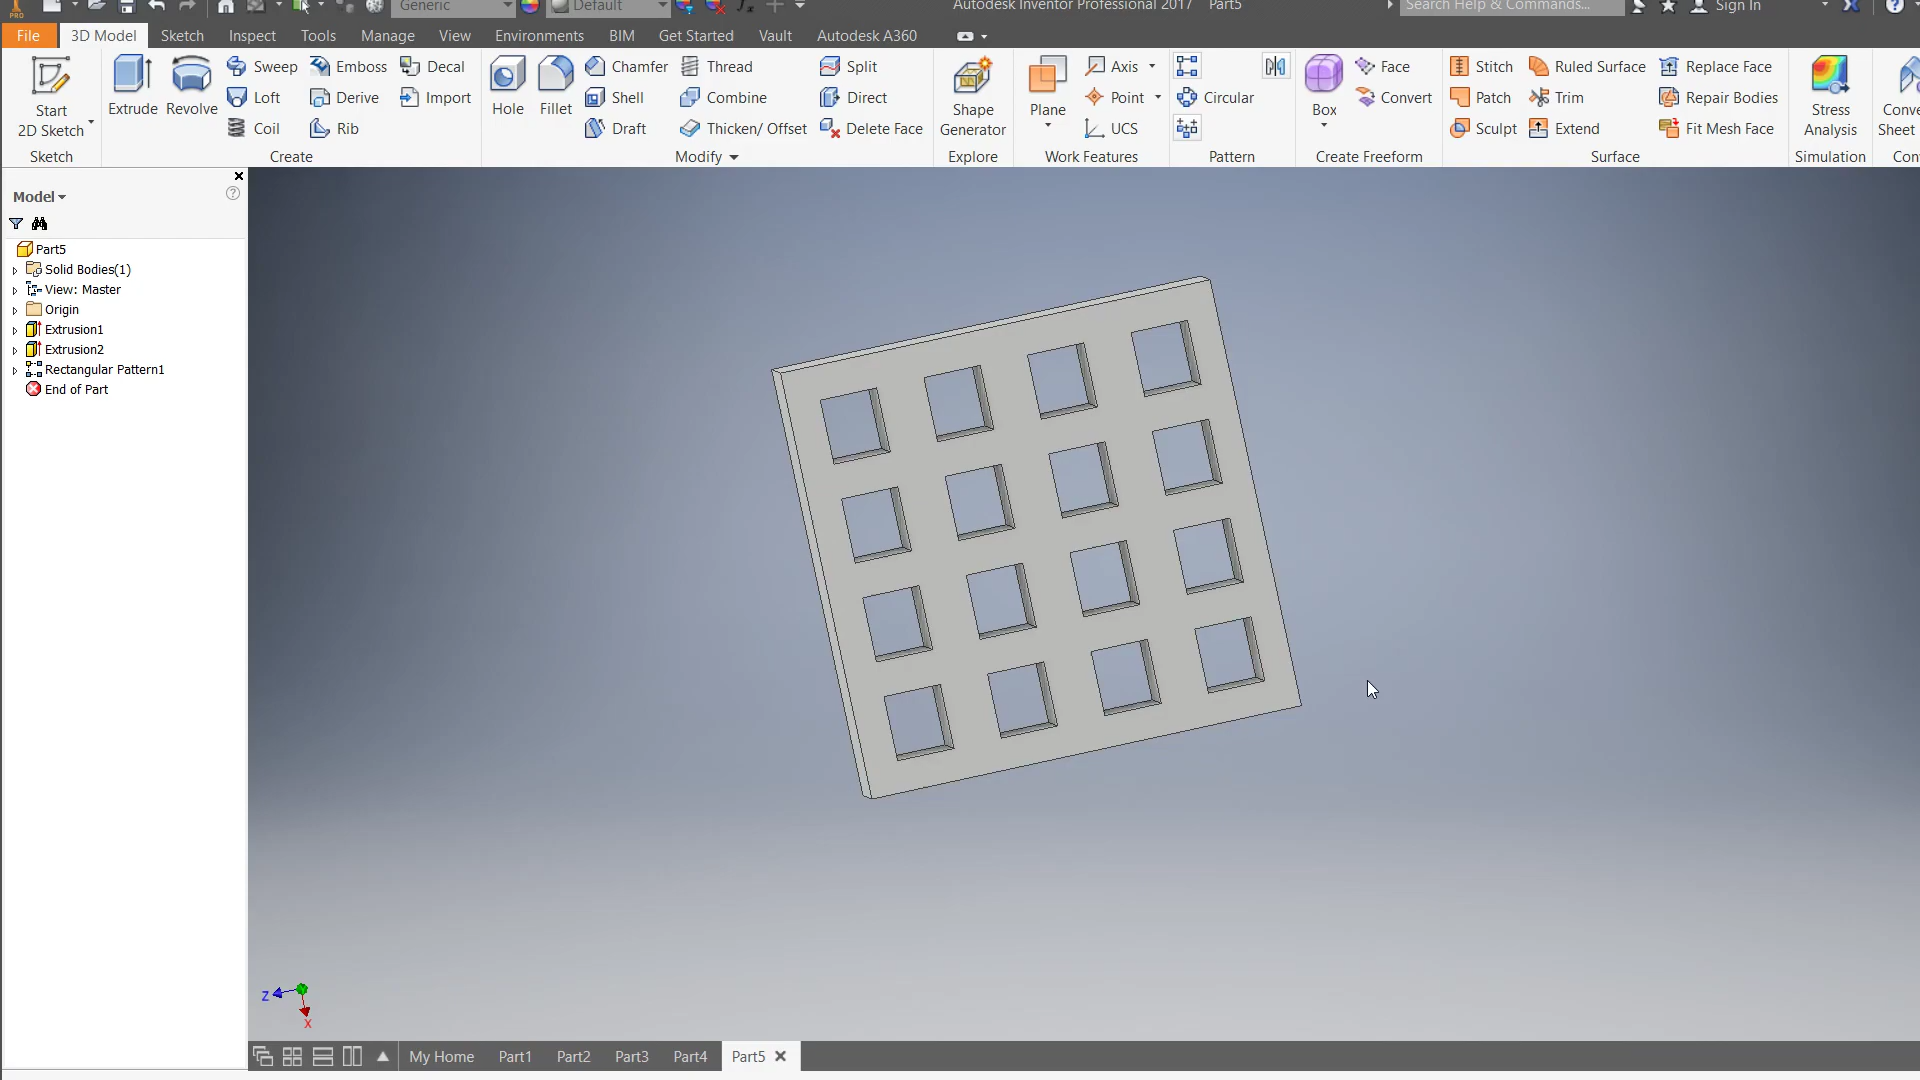 PRO Generic Default Autodesk Inventor Professional 2017 Part5 Search Help & Commands... Sign In
File 3D Model Sketch Inspect Tools Manage View Environments BIM Get Started Vault Autodesk A360
Start 2D Sketch
Extrude
Revolve
Sweep
Loft
Coil
Emboss
Derive
Rib
Decal
Import
Hole
Fillet
Chamfer
Shell
Draft
Thread
Combine
Thicken/ Offset
Split
Direct
Delete Face
Shape Generator
Plane
Axis
Point
UCS
Circular
Box
Face
Convert
Stitch
Patch
Sculpt
Ruled Surface
Trim
Extend
Replace Face
Repair Bodies
Fit Mesh Face
Stress Analysis
Sheet
Sketch Create Modify Explore Work Features Pattern Create Freeform Surface Simulation
Model
Part5
Solid Bodies(1)
View: Master
Origin
Extrusion1
Extrusion2
Rectangular Pattern1
End of Part
Z
X
My Home Part1 Part2 Part3 Part4 Part5